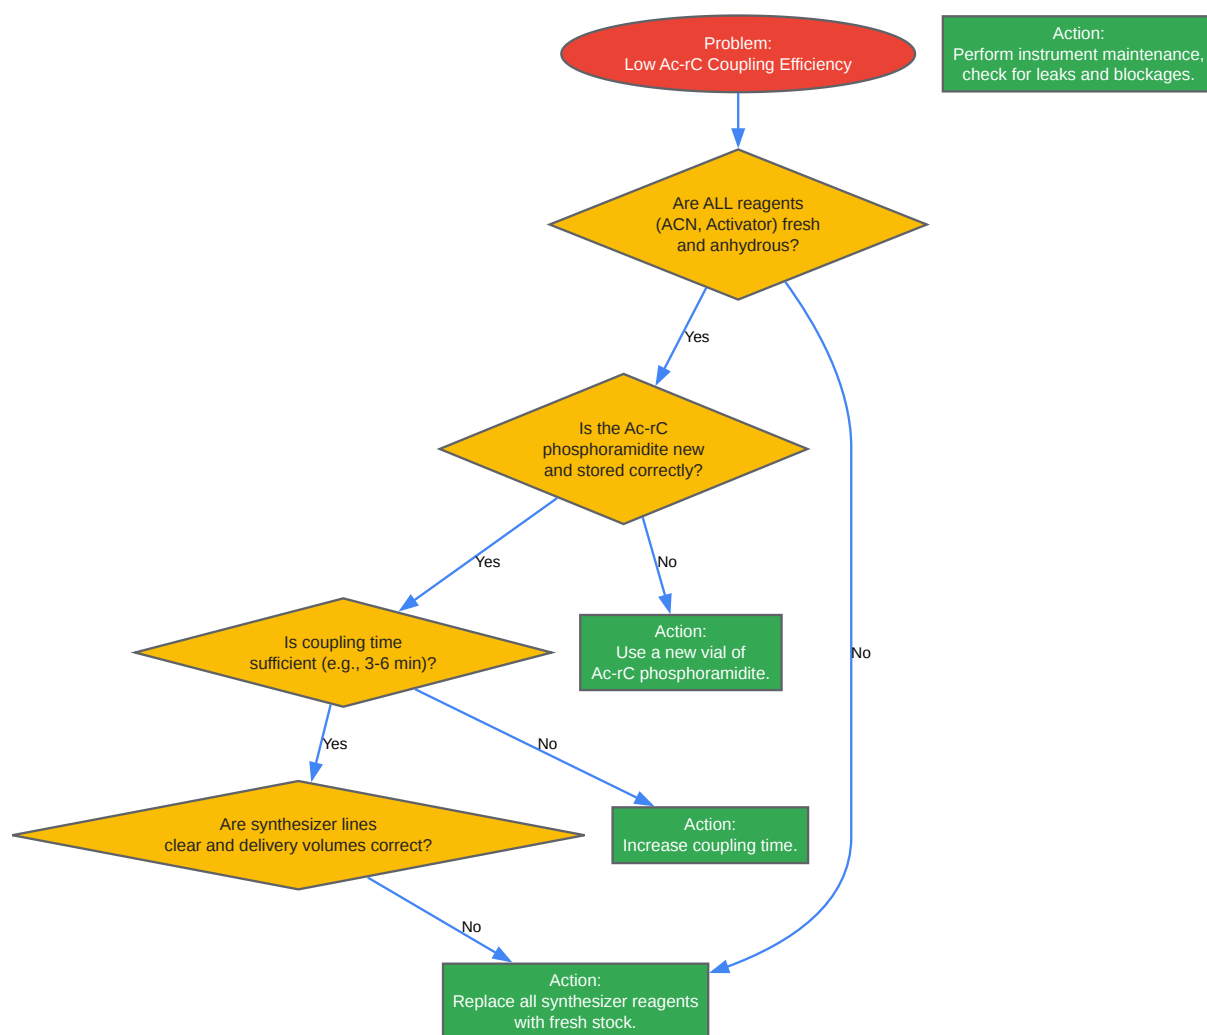 Problem:
Low Ac-rC Coupling Efficiency
Action:
Perform instrument maintenance,
check for leaks and blockages.
Are ALL reagents
(ACN, Activator) fresh
and anhydrous?
Yes
Is the Ac-rC
phosphoramidite new
and stored correctly?
Yes
No
Is coupling time
sufficient (e.g., 3-6 min)?
Action:
Use a new vial of
Ac-rC phosphoramidite.
No
Yes
No
Are synthesizer lines
clear and delivery volumes correct?
Action:
Increase coupling time.
No
Action:
Replace all synthesizer reagents
with fresh stock.